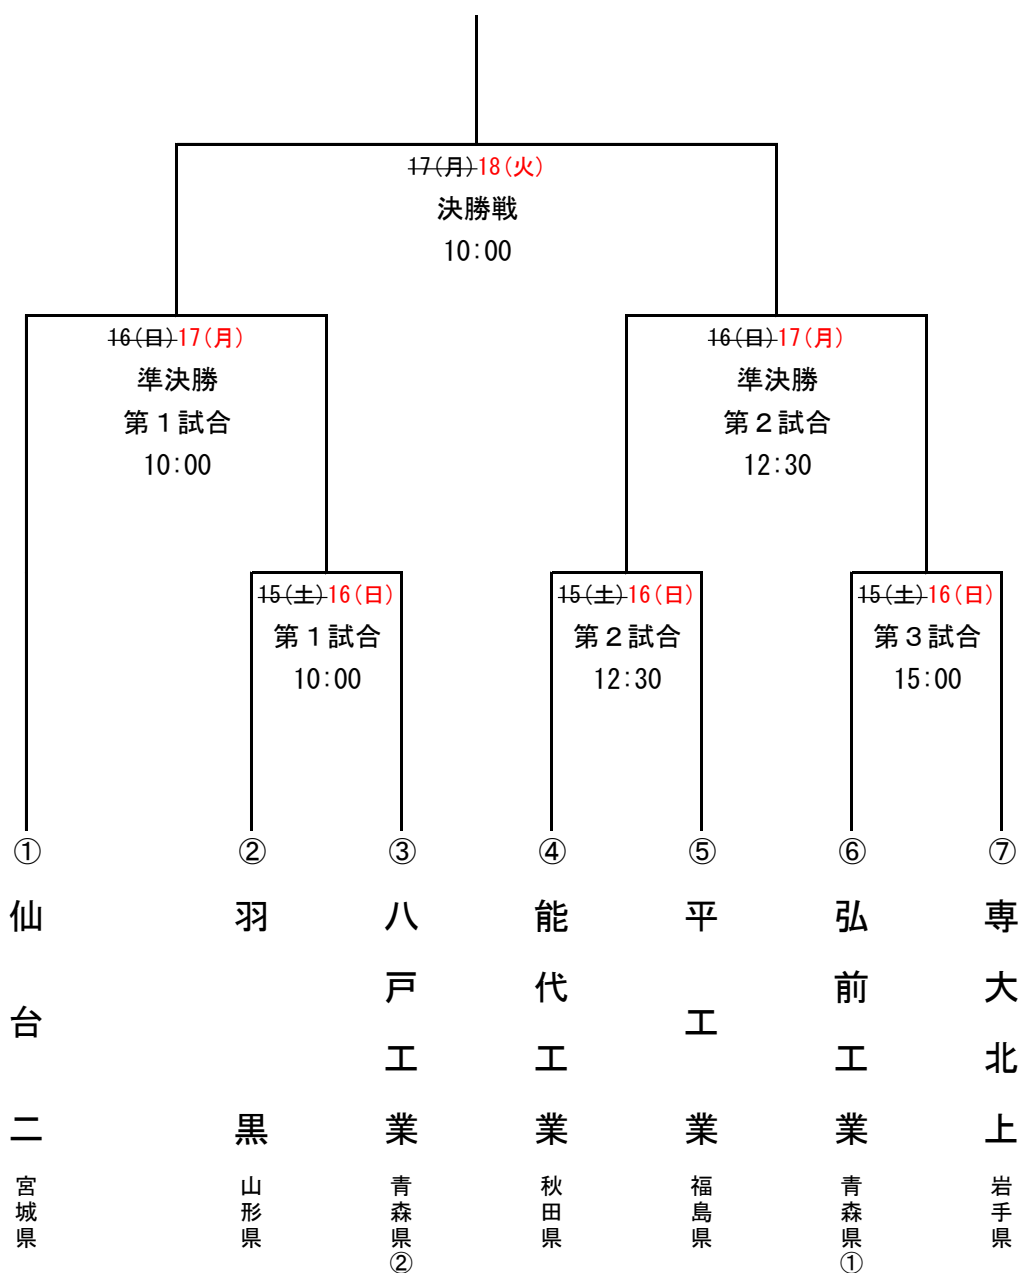 17(月)18(火)
決勝戦
10:00
16(日)17(月)
準決勝
第1試合
10:00
16(日)17(月)
準決勝
第2試合
12:30
15(土)16(日)
第1試合
10:00
15(土)16(日)
第2試合
12:30
15(土)16(日)
第3試合
15:00
①
仙台二
宮城県
②
羽黒
山形県
③
八戸工業
青森県②
④
能代工業
秋田県
⑤
平工業
福島県
⑥
弘前工業
青森県①
⑦
専大北上
岩手県